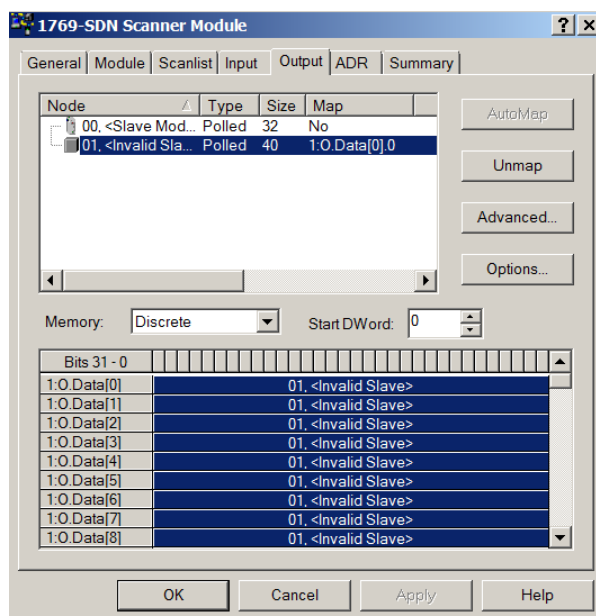 1769-SDN Scanner Module
General Module Scanlist Input Output ADR Summary
Node Type Size Map
00, <Slave Mod... Polled 32 No
01, <Invalid Sla... Polled 40 1:O.Data[0].0
AutoMap
Unmap
Advanced...
Options...
Memory: Discrete Start DWord: 0
Bits 31 - 0
1:O.Data[0] 01, <Invalid Slave>
1:O.Data[1] 01, <Invalid Slave>
1:O.Data[2] 01, <Invalid Slave>
1:O.Data[3] 01, <Invalid Slave>
1:O.Data[4] 01, <Invalid Slave>
1:O.Data[5] 01, <Invalid Slave>
1:O.Data[6] 01, <Invalid Slave>
1:O.Data[7] 01, <Invalid Slave>
1:O.Data[8] 01, <Invalid Slave>
OK Cancel Apply Help